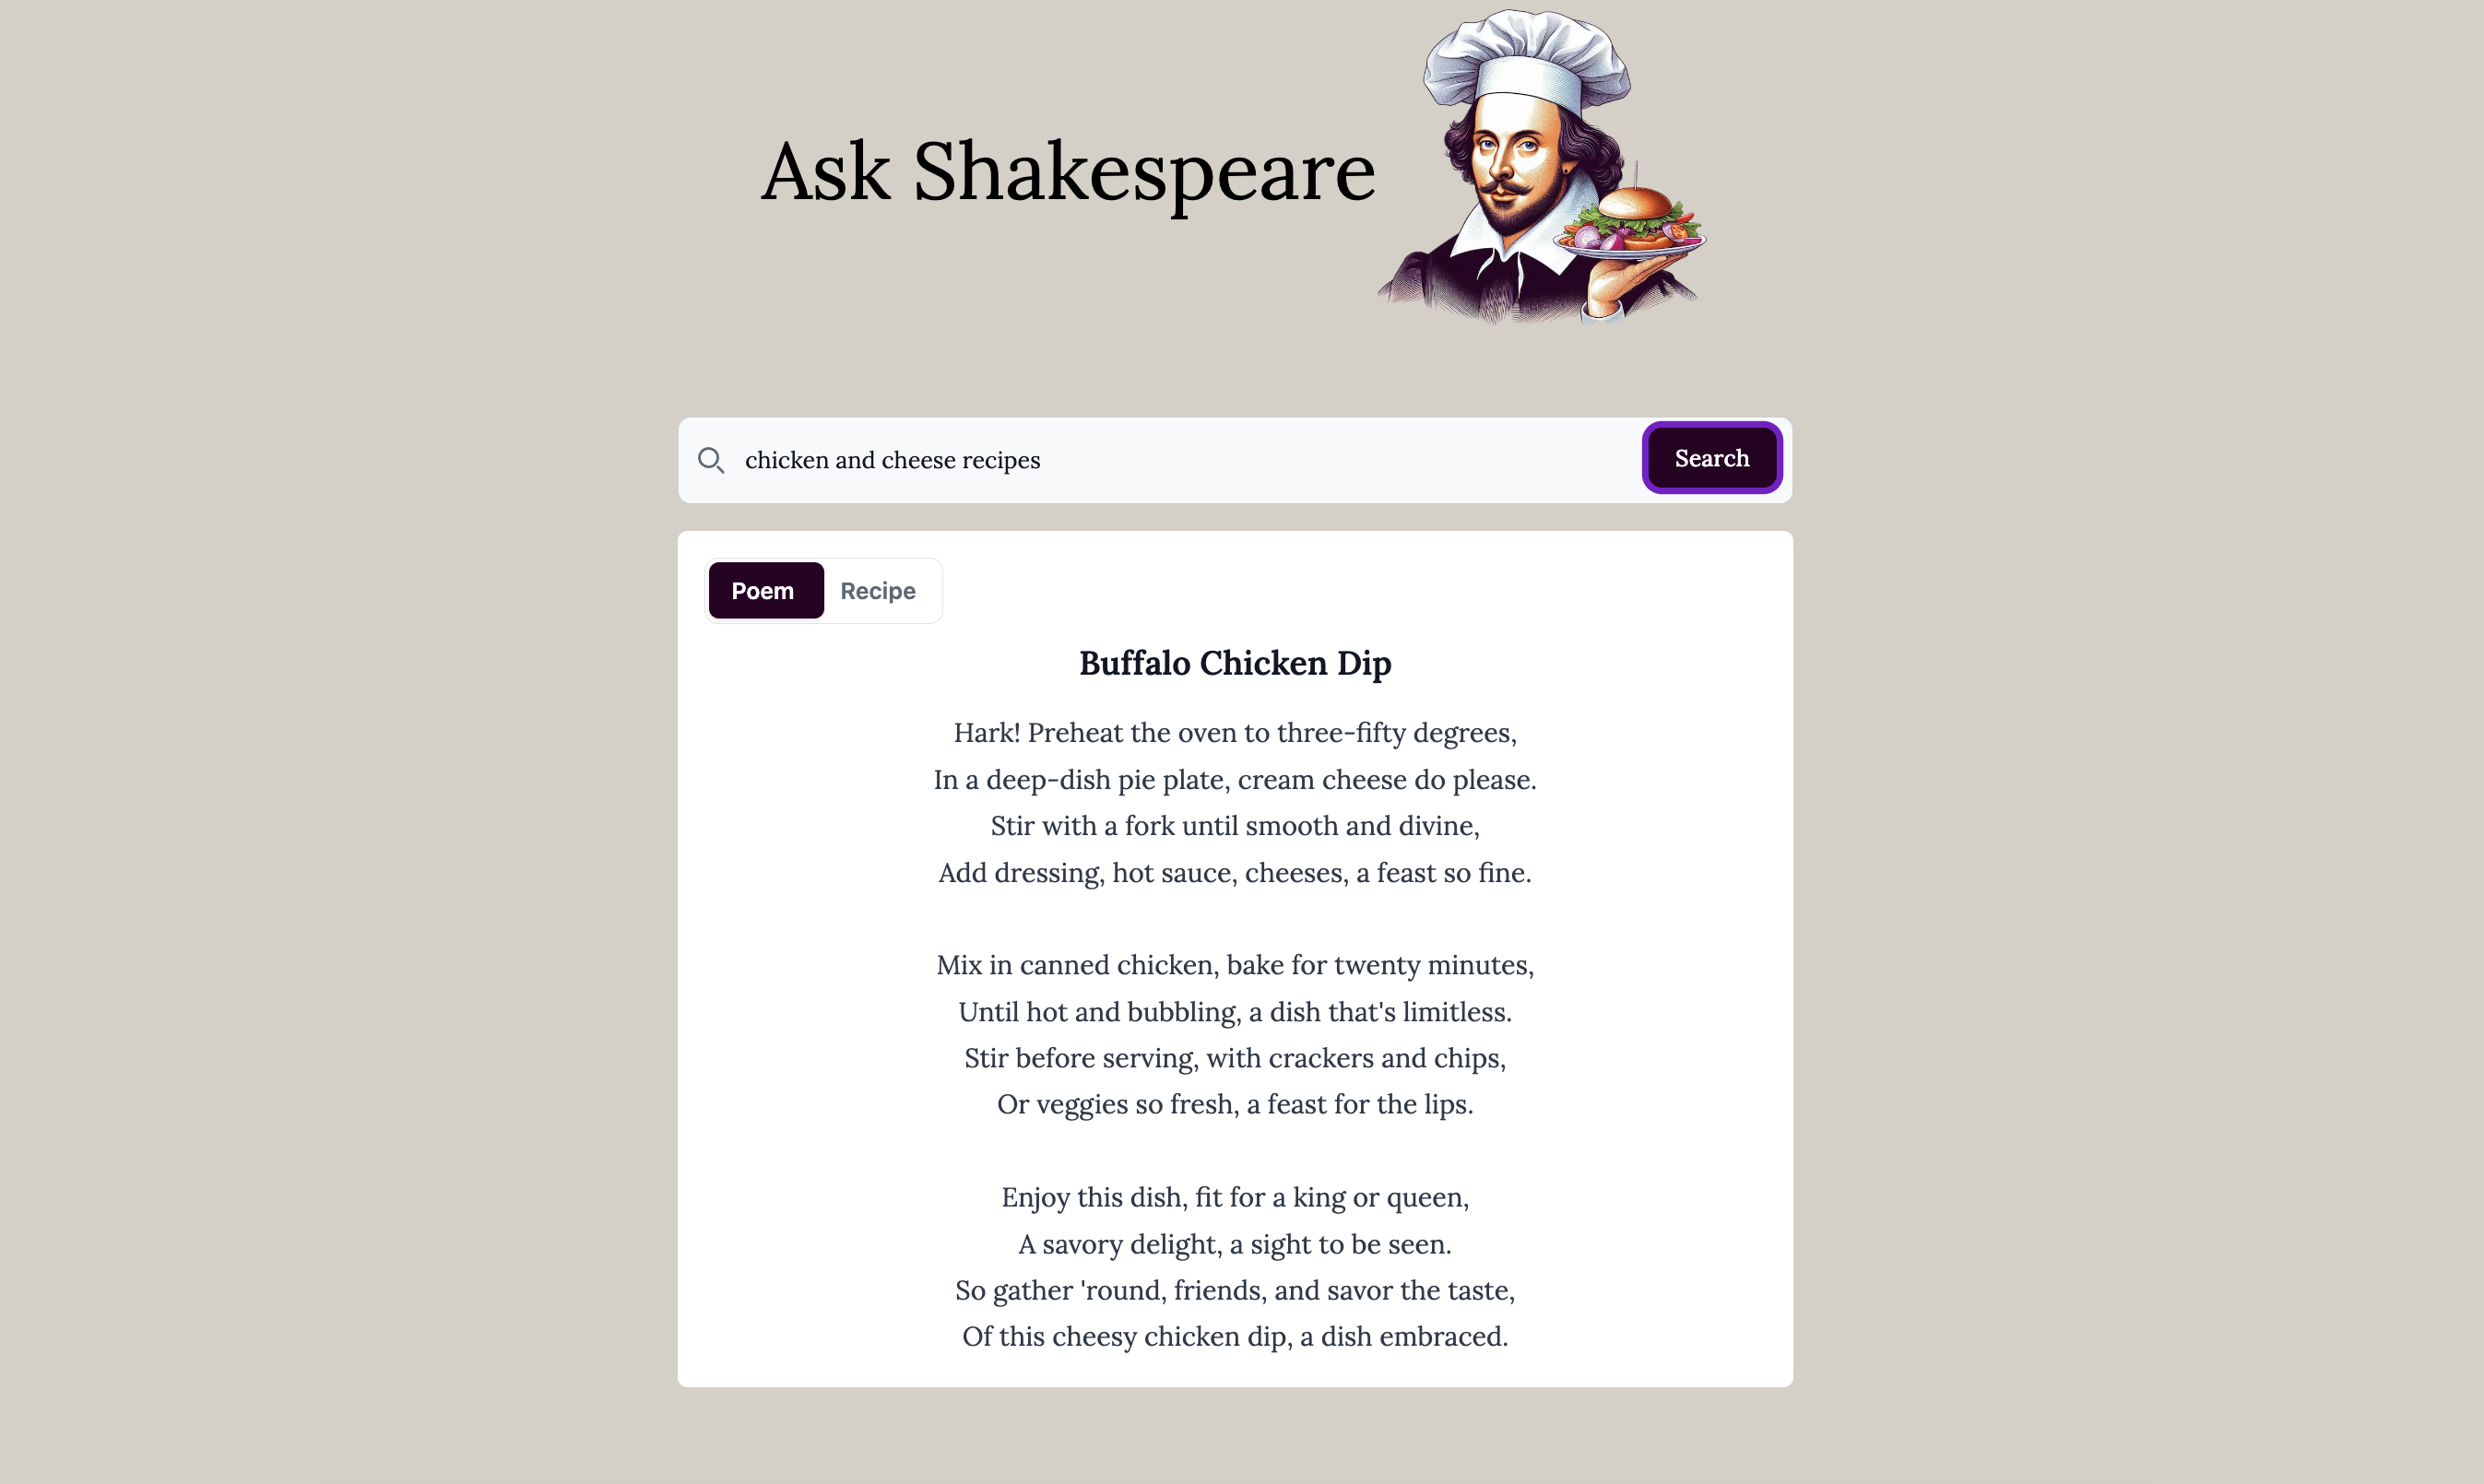 Ask Shakespeare
chicken and cheese recipes
Search
Poem
Recipe
Buffalo Chicken Dip
Hark! Preheat the oven to three-fifty degrees,
In a deep-dish pie plate, cream cheese do please.
Stir with a fork until smooth and divine,
Add dressing, hot sauce, cheeses, a feast so fine.
Mix in canned chicken, bake for twenty minutes,
Until hot and bubbling, a dish that's limitless.
Stir before serving, with crackers and chips,
Or veggies so fresh, a feast for the lips.
Enjoy this dish, fit for a king or queen,
A savory delight, a sight to be seen.
So gather 'round, friends, and savor the taste,
Of this cheesy chicken dip, a dish embraced.